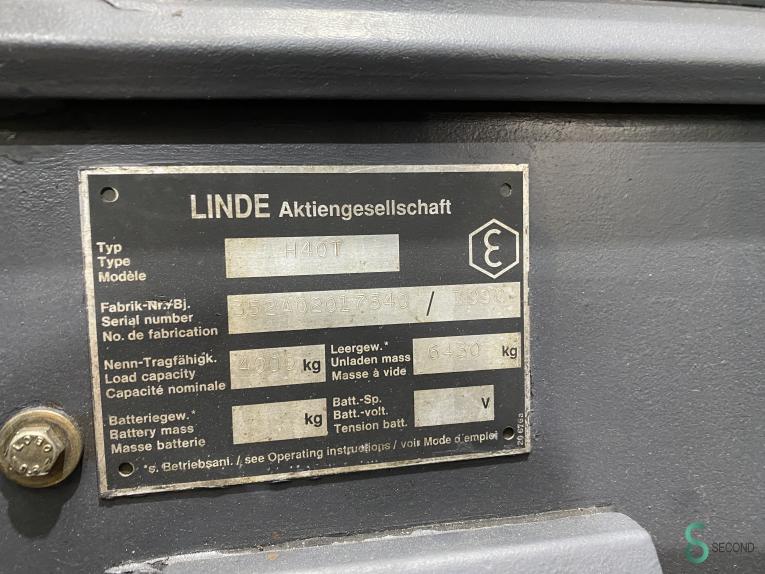 LINDE Aktiengesellschaft
Typ
Type
Modèle
H40T
Fabrik-Nr./Bj.
Serial number
No. de fabrication
/
Nenn-Tragfähigk.
Load capacity
Capacité nominale
kg
Leergew.*
Unladen mass
Masse à vide
kg
Batteriegew.*
Battery mass
Masse batterie
kg
Batt.-Sp.
Batt.-volt.
Tension batt.
V
*s. Betriebsanl. / see Operating instructions / voir Mode d'emploi
SECOND